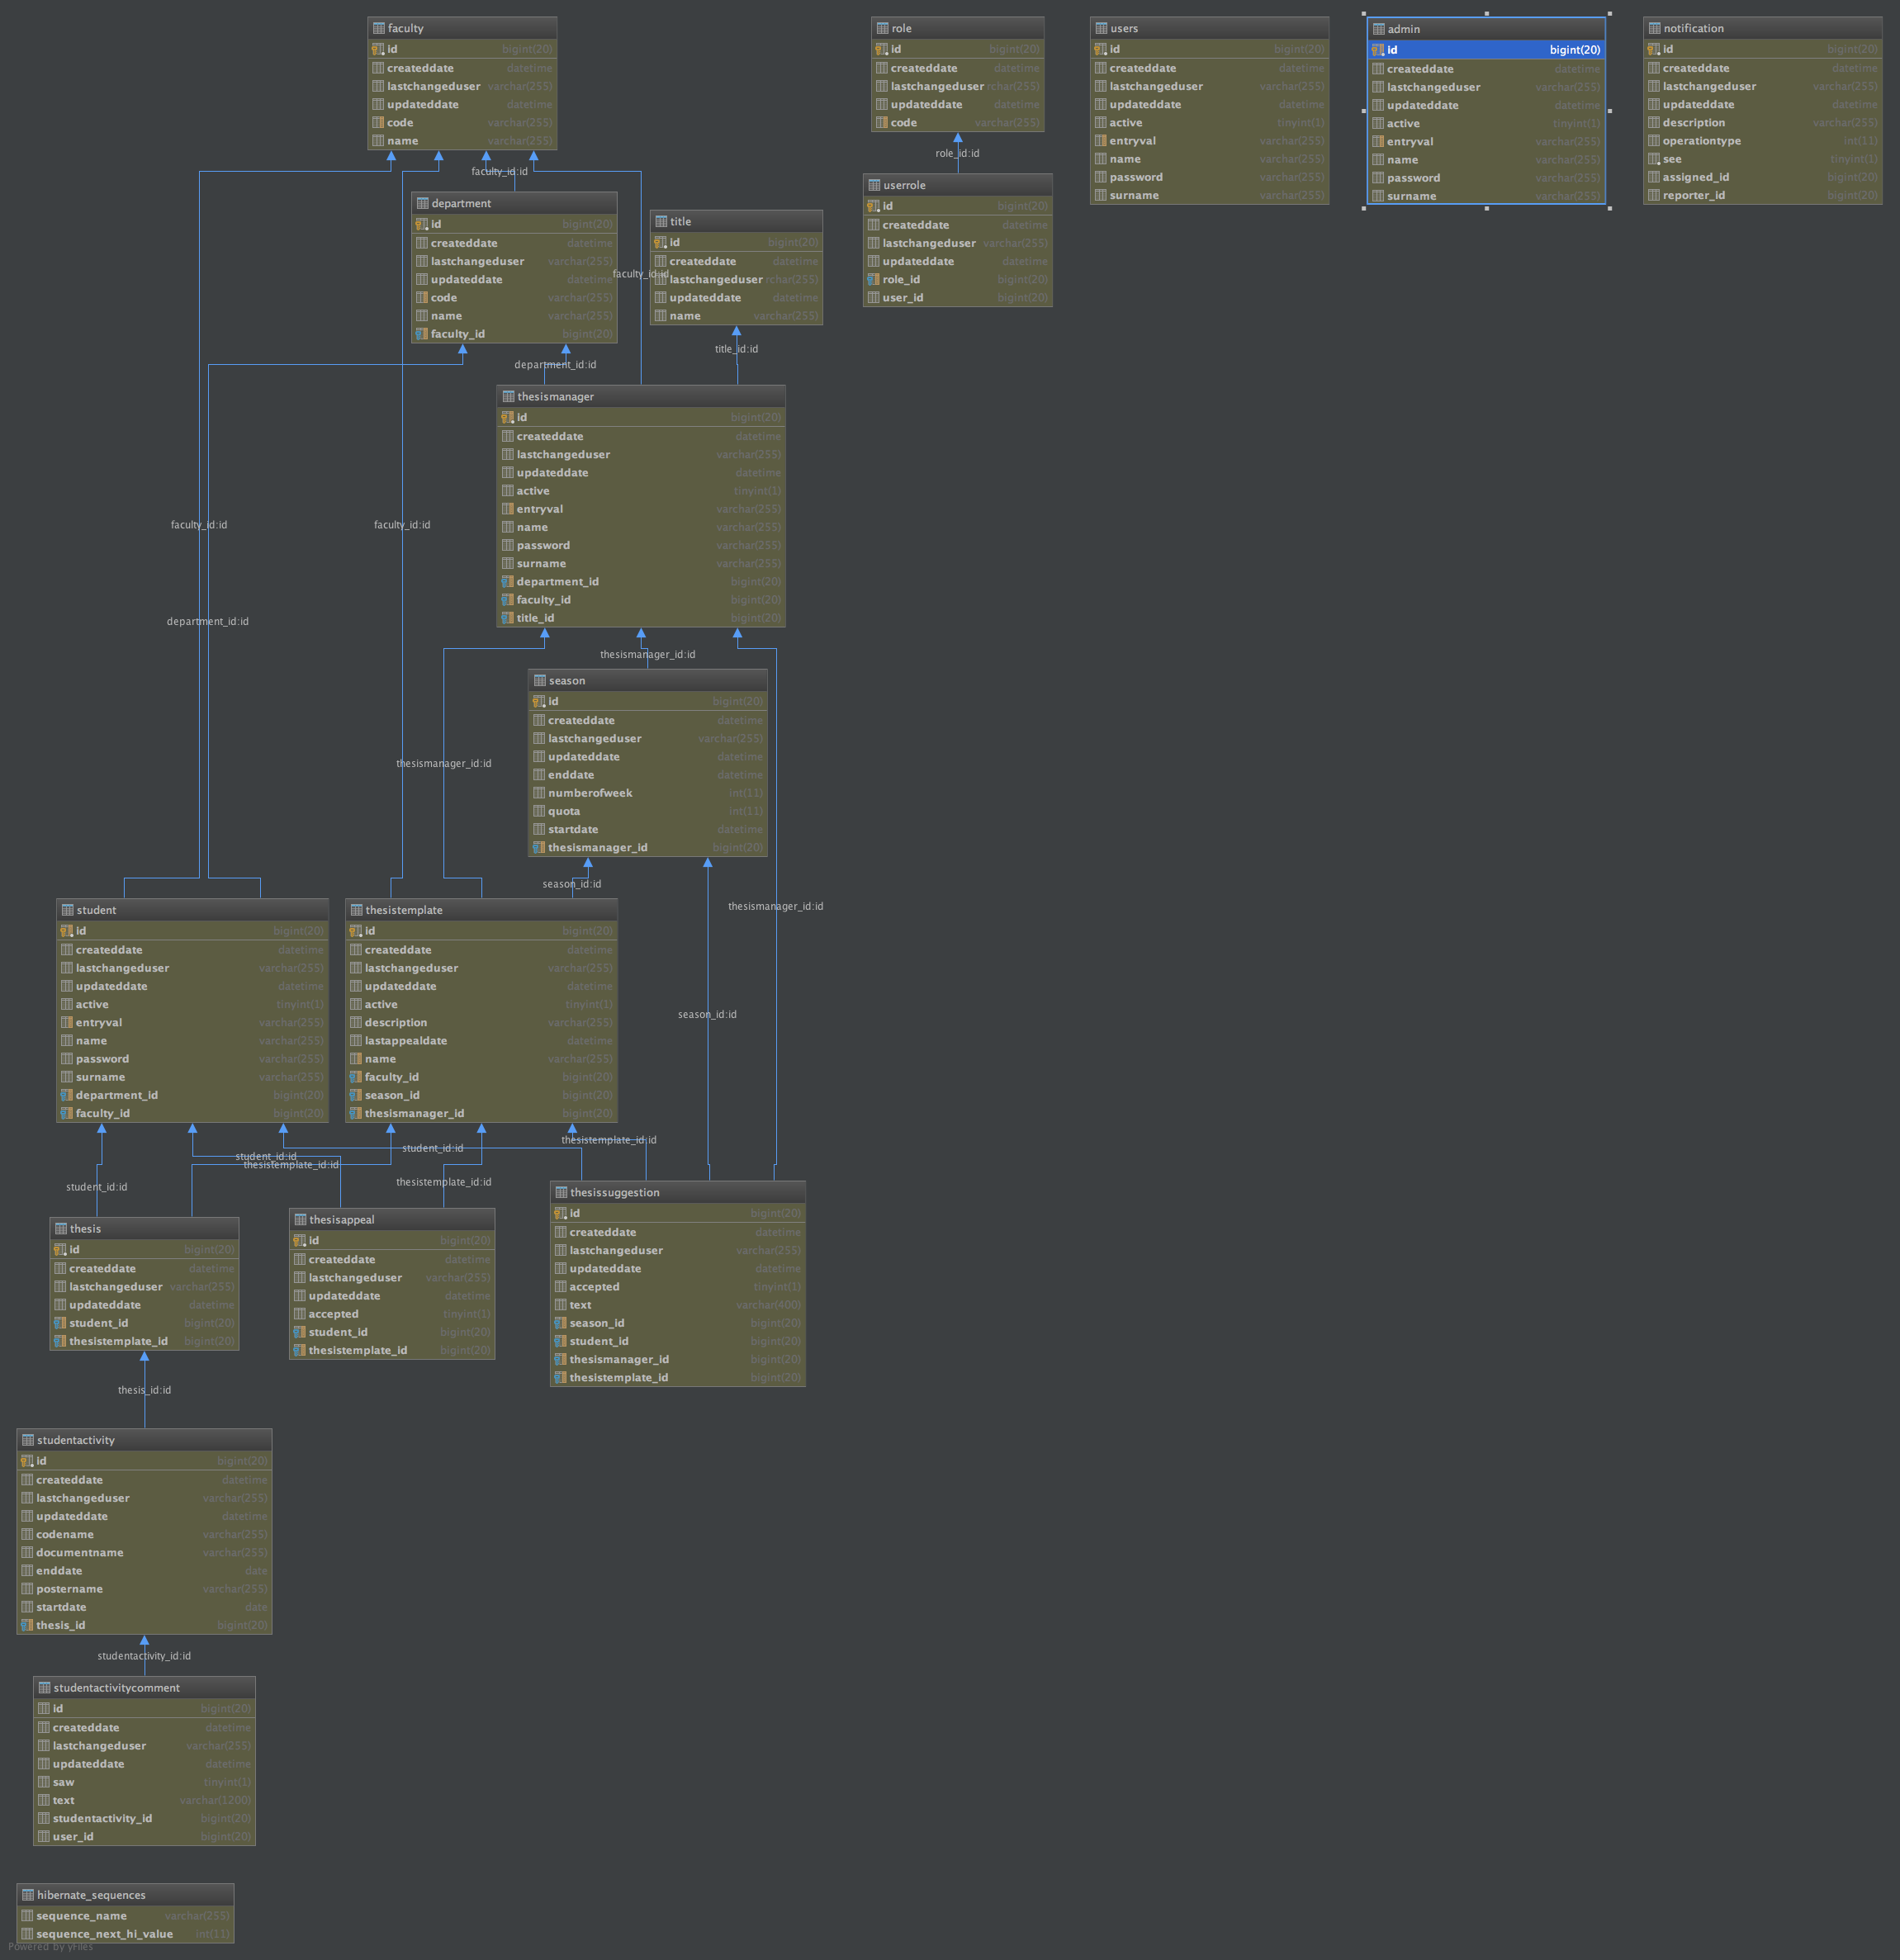 faculty
id bigint(20)
createddate datetime
lastchangeduser varchar(255)
updateddate datetime
code varchar(255)
name varchar(255)
role
id bigint(20)
createddate datetime
lastchangeduser rchar(255)
updateddate datetime
code varchar(255)
users
id bigint(20)
createddate datetime
lastchangeduser varchar(255)
updateddate datetime
active tinyint(1)
entryval varchar(255)
name varchar(255)
password varchar(255)
surname varchar(255)
admin
id bigint(20)
createddate datetime
lastchangeduser varchar(255)
updateddate datetime
active tinyint(1)
entryval varchar(255)
name varchar(255)
password varchar(255)
surname varchar(255)
notification
id bigint(20)
createddate datetime
lastchangeduser varchar(255)
updateddate datetime
description varchar(255)
operationtype int(11)
see tinyint(1)
assigned_id bigint(20)
reporter_id bigint(20)
role_id:id
userrole
id bigint(20)
createddate datetime
lastchangeduser varchar(255)
updateddate datetime
role_id bigint(20)
user_id bigint(20)
faculty_id:id
department
id bigint(20)
createddate datetime
lastchangeduser varchar(255)
updateddate datetime
code varchar(255)
name varchar(255)
faculty_id bigint(20)
faculty_id:id
title
id bigint(20)
createddate datetime
lastchangeduser rchar(255)
updateddate datetime
name varchar(255)
department_id:id
title_id:id
thesismanager
id bigint(20)
createddate datetime
lastchangeduser varchar(255)
updateddate datetime
active tinyint(1)
entryval varchar(255)
name varchar(255)
password varchar(255)
surname varchar(255)
department_id bigint(20)
faculty_id bigint(20)
title_id bigint(20)
faculty_id:id
faculty_id:id
department_id:id
thesismanager_id:id
season
id bigint(20)
createddate datetime
lastchangeduser varchar(255)
updateddate datetime
enddate datetime
numberofweek int(11)
quota int(11)
startdate datetime
thesismanager_id bigint(20)
thesismanager_id:id
season_id:id
thesismanager_id:id
season_id:id
student
id bigint(20)
createddate datetime
lastchangeduser varchar(255)
updateddate datetime
active tinyint(1)
entryval varchar(255)
name varchar(255)
password varchar(255)
surname varchar(255)
department_id bigint(20)
faculty_id bigint(20)
thesistemplate
id bigint(20)
createddate datetime
lastchangeduser varchar(255)
updateddate datetime
active tinyint(1)
description varchar(255)
lastappealdate datetime
name varchar(255)
faculty_id bigint(20)
season_id bigint(20)
thesismanager_id bigint(20)
thesistemplate_id:id
student_id:id
student_id:id
thesistemplate_id:id
thesistemplate_id:id
student_id:id
thesis
id bigint(20)
createddate datetime
lastchangeduser varchar(255)
updateddate datetime
student_id bigint(20)
thesistemplate_id bigint(20)
thesisappeal
id bigint(20)
createddate datetime
lastchangeduser varchar(255)
updateddate datetime
accepted tinyint(1)
student_id bigint(20)
thesistemplate_id bigint(20)
thesissuggestion
id bigint(20)
createddate datetime
lastchangeduser varchar(255)
updateddate datetime
accepted tinyint(1)
text varchar(400)
season_id bigint(20)
student_id bigint(20)
thesismanager_id bigint(20)
thesistemplate_id bigint(20)
thesis_id:id
studentactivity
id bigint(20)
createddate datetime
lastchangeduser varchar(255)
updateddate datetime
codename varchar(255)
documentname varchar(255)
enddate date
postername varchar(255)
startdate date
thesis_id bigint(20)
studentactivity_id:id
studentactivitycomment
id bigint(20)
createddate datetime
lastchangeduser varchar(255)
updateddate datetime
saw tinyint(1)
text varchar(1200)
studentactivity_id bigint(20)
user_id bigint(20)
hibernate_sequences
sequence_name varchar(255)
sequence_next_hi_value int(11)
Powered by yFiles